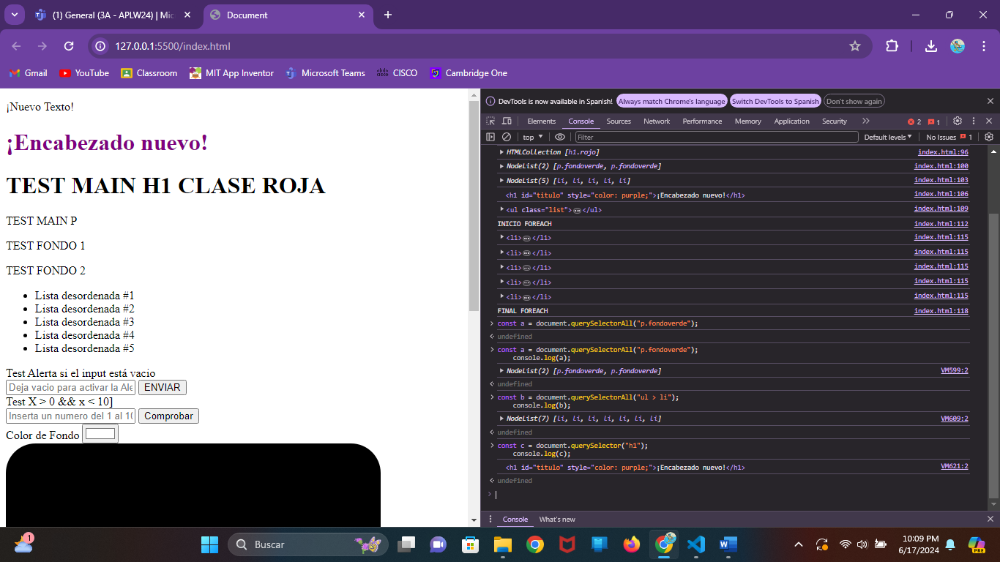 (1) General (3A - APLW24) | Mic
Document
127.0.0.1:5500/index.html
Gmail YouTube Classroom MIT App Inventor Microsoft Teams CISCO Cambridge One
¡Nuevo Texto!
¡Encabezado nuevo!
TEST MAIN H1 CLASE ROJA
TEST MAIN P
TEST FONDO 1
TEST FONDO 2
Lista desordenada #1
Lista desordenada #2
Lista desordenada #3
Lista desordenada #4
Lista desordenada #5
Test Alerta si el input está vacio
Deja vacio para activar la Ale ENVIAR
Test X > 0 && x < 10]
Inserta un numero del 1 al 10 Comprobar
Color de Fondo
DevTools is now available in Spanish! Always match Chrome's language Switch DevTools to Spanish Don't show again
Elements Console Sources Network Performance Memory Application Security 2 1
top Filter Default levels No Issues 1
HTMLCollection [h1.rojo] index.html:96
NodeList(2) [p.fondoverde, p.fondoverde] index.html:100
NodeList(5) [li, li, li, li, li] index.html:103
<h1 id="titulo" style="color: purple;">¡Encabezado nuevo!</h1> index.html:106
<ul class="list">…</ul> index.html:109
INICIO FOREACH index.html:112
<li>…</li> index.html:115
<li>…</li> index.html:115
<li>…</li> index.html:115
<li>…</li> index.html:115
<li>…</li> index.html:115
FINAL FOREACH index.html:118
const a = document.querySelectorAll("p.fondoverde");
undefined
const a = document.querySelectorAll("p.fondoverde");
console.log(a);
NodeList(2) [p.fondoverde, p.fondoverde] VM599:2
undefined
const b = document.querySelectorAll("ul > li");
console.log(b);
NodeList(7) [li, li, li, li, li, li, li] VM609:2
undefined
const c = document.querySelector("h1");
console.log(c);
<h1 id="titulo" style="color: purple;">¡Encabezado nuevo!</h1> VM621:2
undefined
Console What's new
1
Buscar
10:09 PM
6/17/2024
PRE